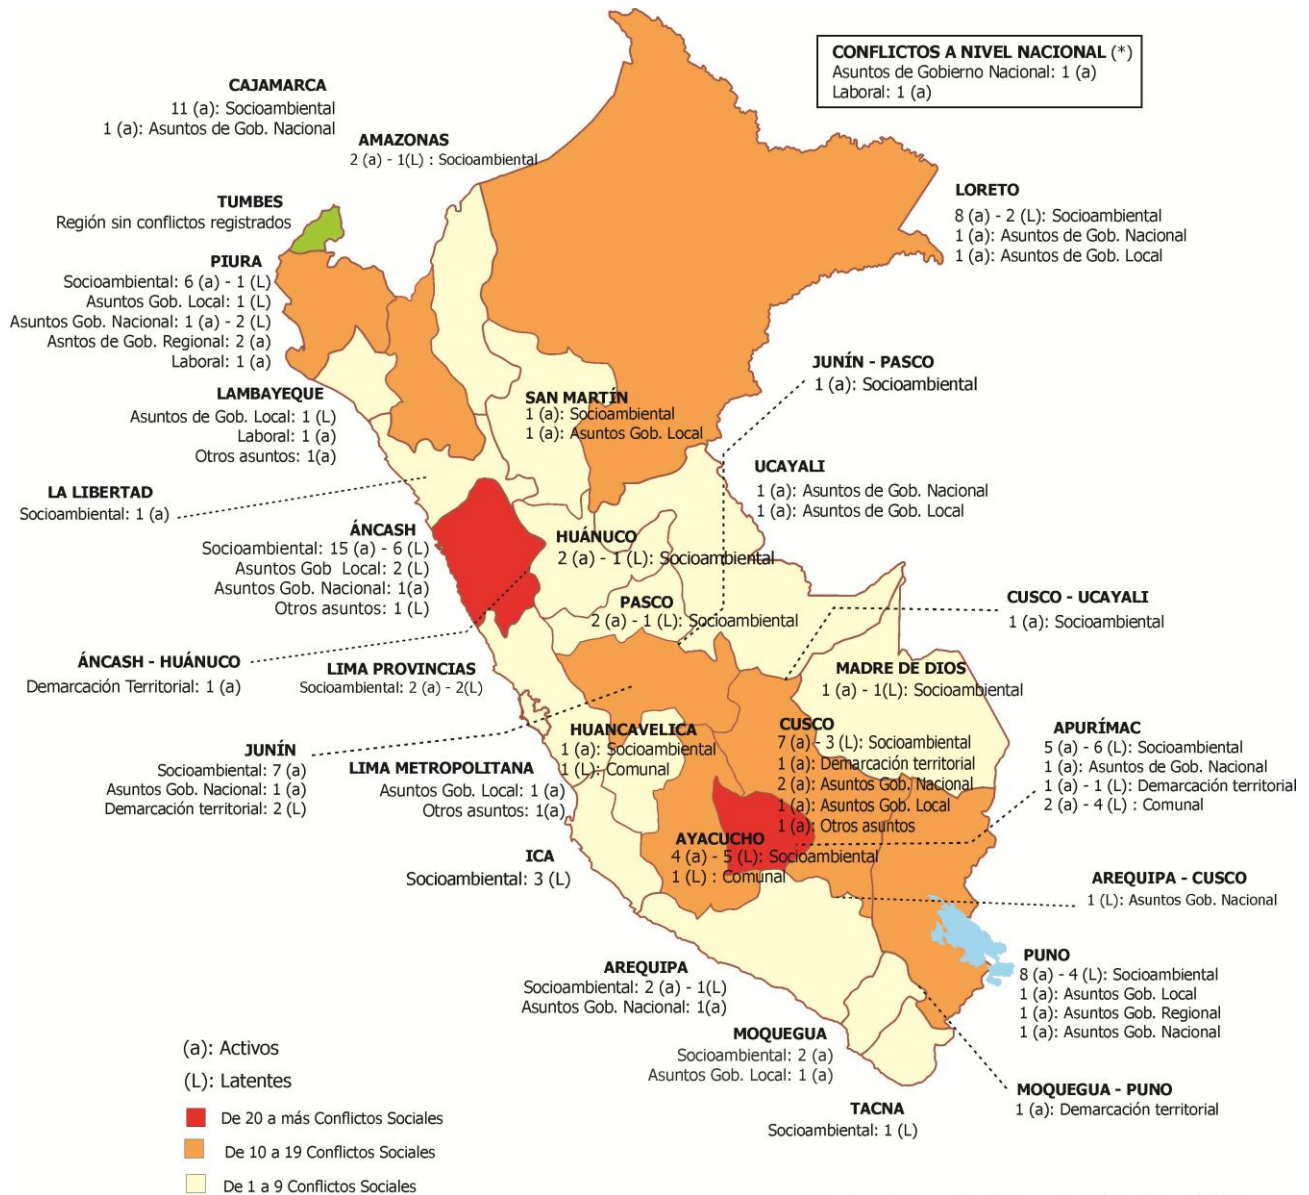 CONFLICTOS A NIVEL NACIONAL (*)
Asuntos de Gobierno Nacional: 1 (a)
Laboral: 1 (a)
CAJAMARCA
11 (a): Socioambiental
1 (a): Asuntos de Gob. Nacional
AMAZONAS
2 (a) - 1(L) : Socioambiental
TUMBES
Región sin conflictos registrados
LORETO
8 (a) - 2 (L): Socioambiental
1 (a): Asuntos de Gob. Nacional
1 (a): Asuntos de Gob. Local
PIURA
Socioambiental: 6 (a) - 1 (L)
Asuntos Gob. Local: 1 (L)
Asuntos Gob. Nacional: 1 (a) - 2 (L)
Asntos de Gob. Regional: 2 (a)
Laboral: 1 (a)
JUNÍN - PASCO
1 (a): Socioambiental
LAMBAYEQUE
Asuntos de Gob. Local: 1 (L)
Laboral: 1 (a)
Otros asuntos: 1(a)
SAN MARTÍN
1 (a): Socioambiental
1 (a): Asuntos Gob. Local
UCAYALI
1 (a): Asuntos de Gob. Nacional
1 (a): Asuntos de Gob. Local
LA LIBERTAD
Socioambiental: 1 (a)
ÁNCASH
Socioambiental: 15 (a) - 6 (L)
Asuntos Gob Local: 2 (L)
Asuntos Gob. Nacional: 1(a)
Otros asuntos: 1 (L)
HUÁNUCO
2 (a) - 1 (L): Socioambiental
PASCO
2 (a) - 1 (L): Socioambiental
CUSCO - UCAYALI
1 (a): Socioambiental
ÁNCASH - HUÁNUCO
Demarcación Territorial: 1 (a)
LIMA PROVINCIAS
Socioambiental: 2 (a) - 2(L)
MADRE DE DIOS
1 (a) - 1(L): Socioambiental
JUNÍN
Socioambiental: 7 (a)
Asuntos Gob. Nacional: 1 (a)
Demarcación territorial: 2 (L)
HUANCAVELICA
1 (a): Socioambiental
1 (L): Comunal
CUSCO
7 (a) - 3 (L): Socioambiental
1 (a): Demarcación territorial
2 (a): Asuntos Gob. Nacional
1 (a): Asuntos Gob. Local
1 (a): Otros asuntos
APURÍMAC
5 (a) - 6 (L): Socioambiental
1 (a): Asuntos de Gob. Nacional
1 (a) - 1 (L): Demarcación territorial
2 (a) - 4 (L) : Comunal
LIMA METROPOLITANA
Asuntos Gob. Local: 1 (a)
Otros asuntos: 1(a)
AYACUCHO
4 (a) - 5 (L): Socioambiental
1 (L) : Comunal
ICA
Socioambiental: 3 (L)
AREQUIPA - CUSCO
1 (L): Asuntos Gob. Nacional
AREQUIPA
Socioambiental: 2 (a) - 1(L)
Asuntos Gob. Nacional: 1(a)
PUNO
8 (a) - 4 (L): Socioambiental
1 (a): Asuntos Gob. Local
1 (a): Asuntos Gob. Regional
1 (a): Asuntos Gob. Nacional
MOQUEGUA
Socioambiental: 2 (a)
Asuntos Gob. Local: 1 (a)
MOQUEGUA - PUNO
1 (a): Demarcación territorial
TACNA
Socioambiental: 1 (L)
(a): Activos
(L): Latentes
De 20 a más Conflictos Sociales
De 10 a 19 Conflictos Sociales
De 1 a 9 Conflictos Sociales